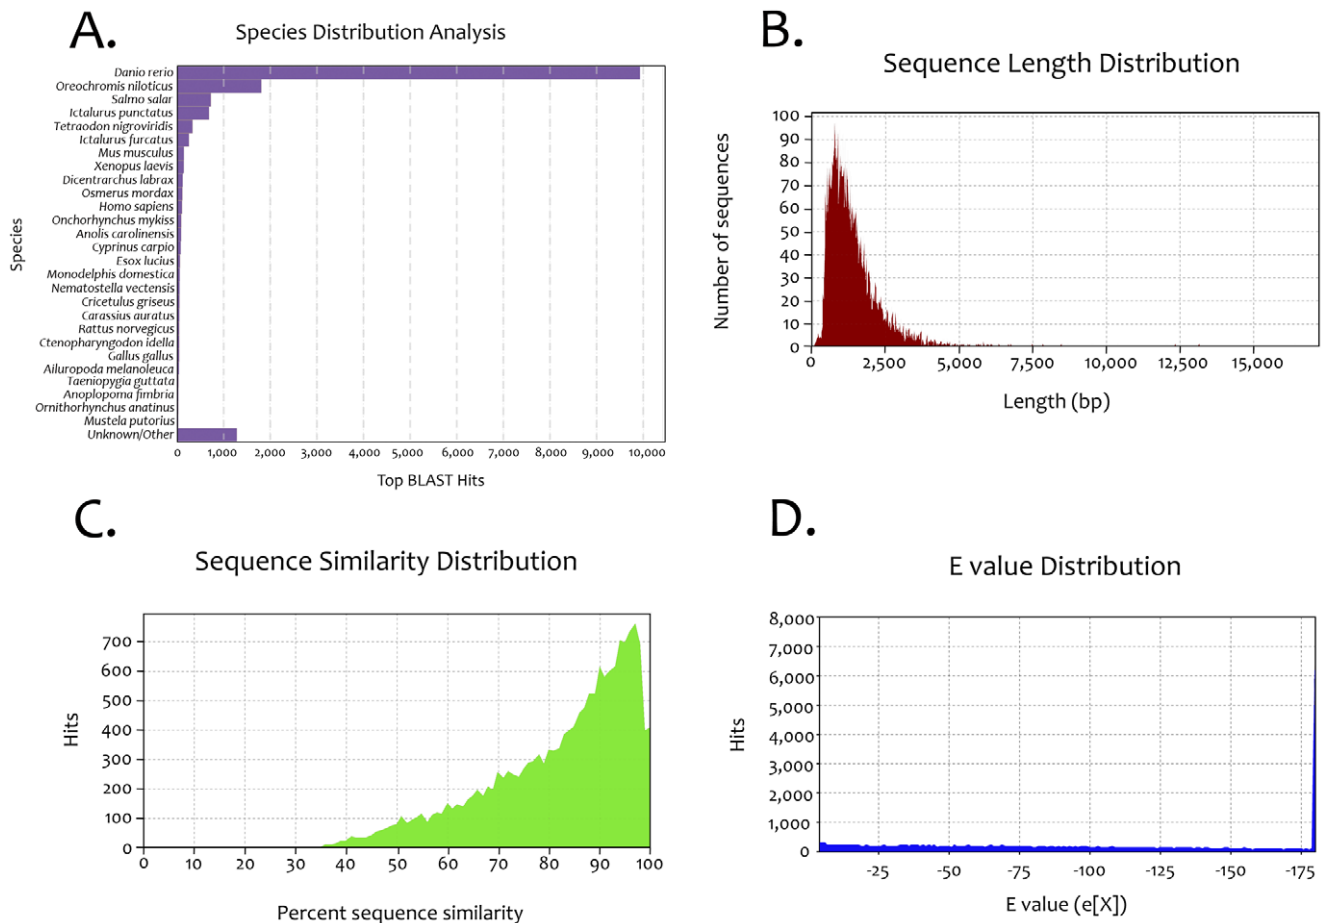 A.
Species Distribution Analysis
Species
Danio rerio
Oreochromis niloticus
Salmo salar
Ictalurus punctatus
Tetraodon nigroviridis
Ictalurus furcatus
Mus musculus
Xenopus laevis
Dicentrarchus labrax
Osmerus mordax
Homo sapiens
Onchorhynchus mykiss
Anolis carolinensis
Cyprinus carpio
Esox lucius
Monodelphis domestica
Nematostella vectensis
Cricetulus griseus
Carassius auratus
Rattus norvegicus
Ctenopharyngodon idella
Gallus gallus
Ailuropoda melanoleuca
Taeniopygia guttata
Anoplopoma fimbria
Ornithorhynchus anatinus
Mustela putorius
Unknown/Other
0 1,000 2,000 3,000 4,000 5,000 6,000 7,000 8,000 9,000 10,000
Top BLAST Hits
B.
Sequence Length Distribution
Number of sequences
100
90
80
70
60
50
40
30
20
10
0
0 2,500 5,000 7,500 10,000 12,500 15,000
Length (bp)
C.
Sequence Similarity Distribution
Hits
700
600
500
400
300
200
100
0
0 10 20 30 40 50 60 70 80 90 100
Percent sequence similarity
D.
E value Distribution
Hits
8,000
7,000
6,000
5,000
4,000
3,000
2,000
1,000
0
-25 -50 -75 -100 -125 -150 -175
E value (e[X])